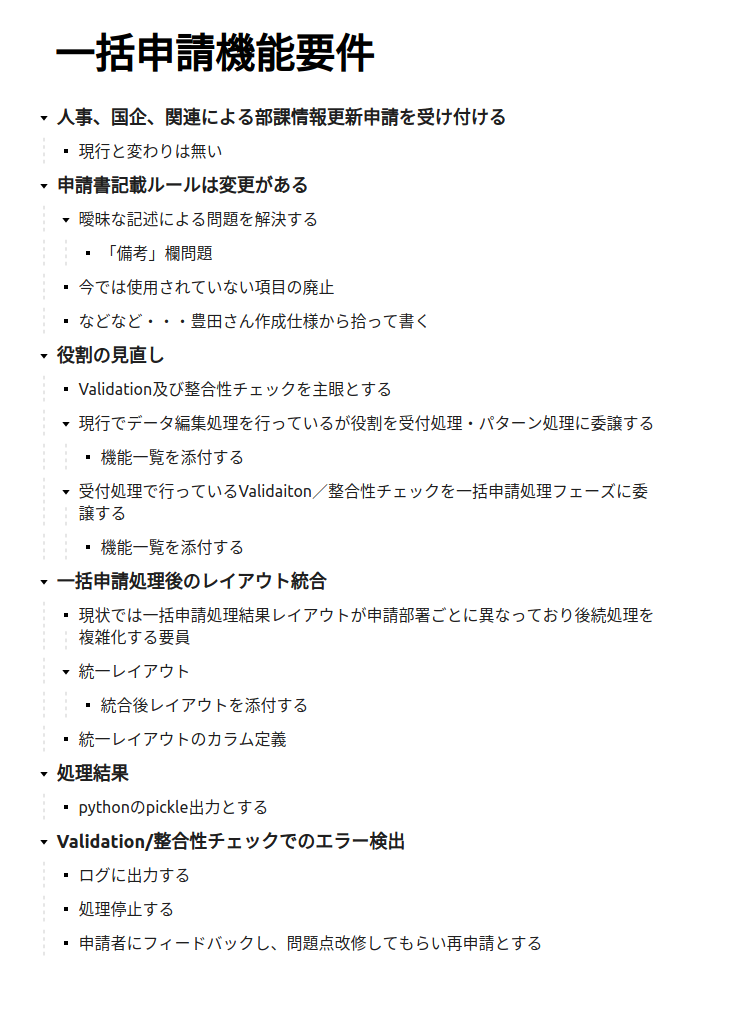 一括申請機能要件
人事、国企、関連による部課情報更新申請を受け付ける
現行と変わりは無い
申請書記載ルールは変更がある
曖昧な記述による問題を解決する
「備考」欄問題
今では使用されていない項目の廃止
などなど・・・豊田さん作成仕様から拾って書く
役割の見直し
Validation及び整合性チェックを主眼とする
現行でデータ編集処理を行っているが役割を受付処理・パターン処理に委譲する
機能一覧を添付する
受付処理で行っているValidaiton／整合性チェックを一括申請処理フェーズに委
譲する
機能一覧を添付する
一括申請処理後のレイアウト統合
現状では一括申請処理結果レイアウトが申請部署ごとに異なっており後続処理を
複雑化する要員
統一レイアウト
統合後レイアウトを添付する
統一レイアウトのカラム定義
処理結果
pythonのpickle出力とする
Validation/整合性チェックでのエラー検出
ログに出力する
処理停止する
申請者にフィードバックし、問題点改修してもらい再申請とする